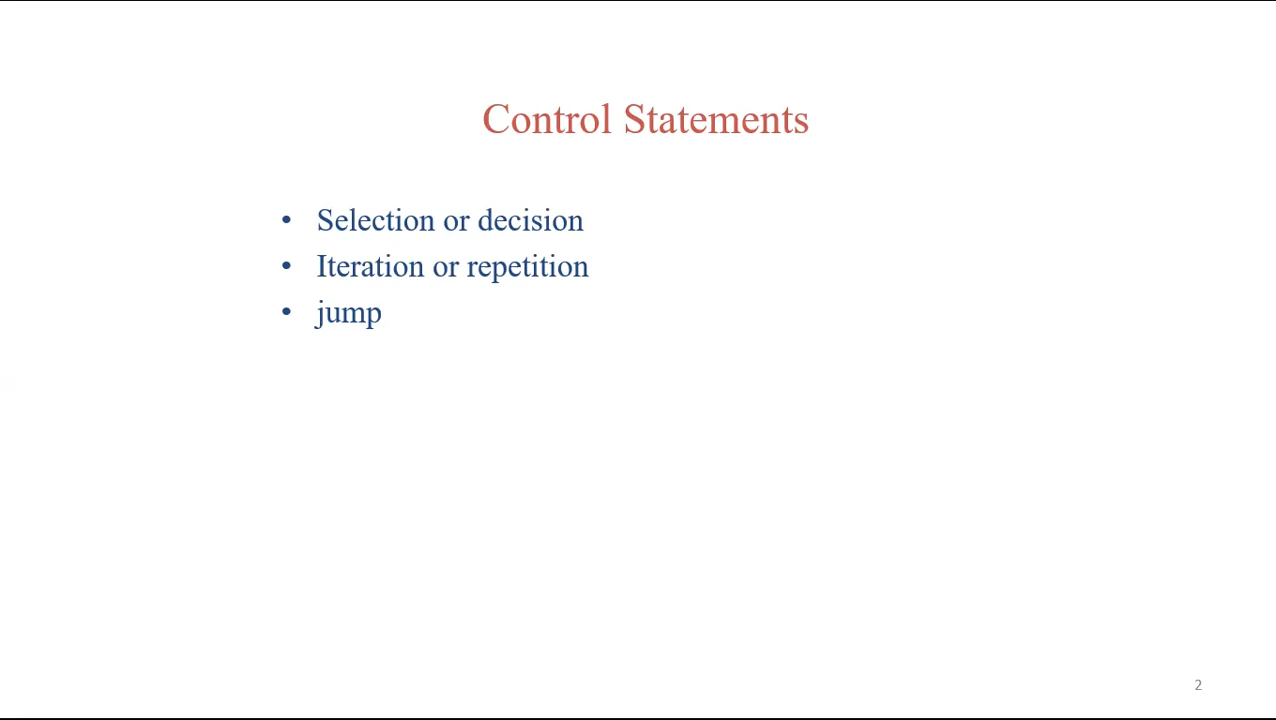 Control Statements
• Selection or decision
• Iteration or repetition
• jump
2